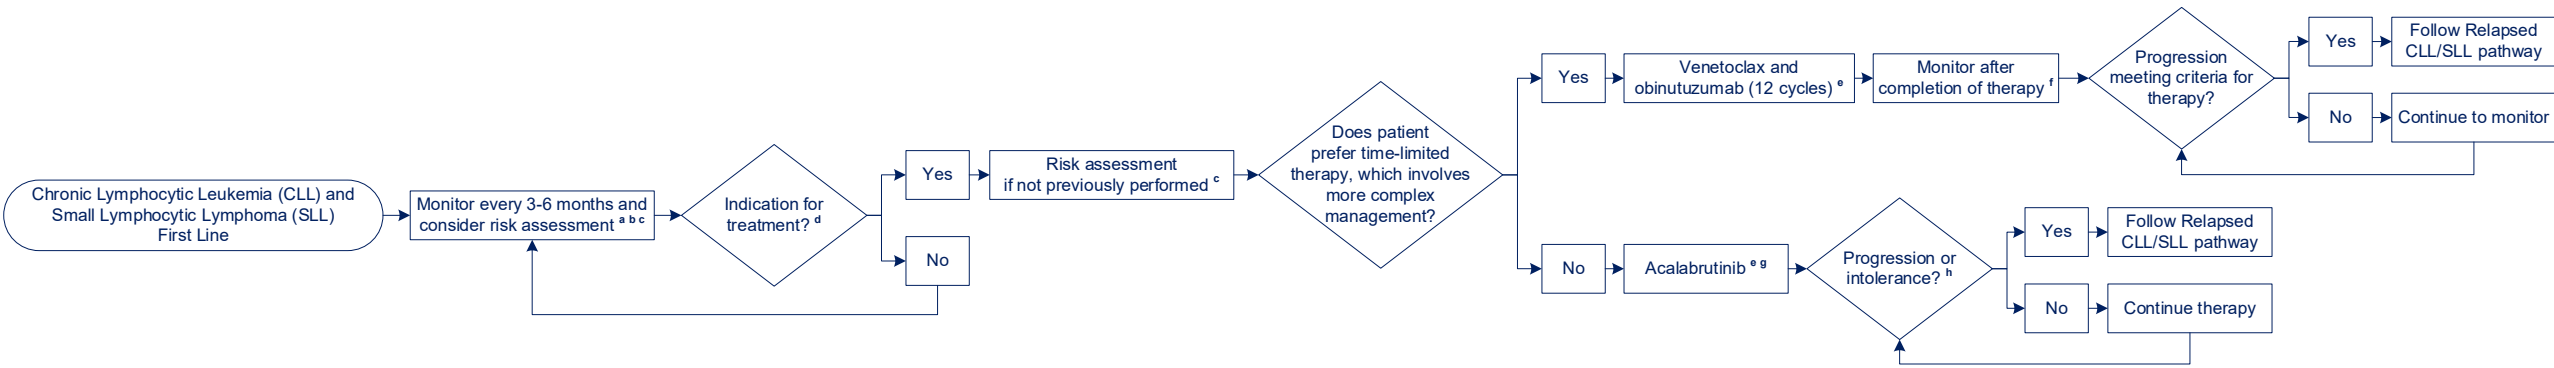 Chronic Lymphocytic Leukemia (CLL) and
Small Lymphocytic Lymphoma (SLL)
First Line
Monitor every 3-6 months and
consider risk assessment a b c
Indication for
treatment? d
Yes
No
Risk assessment
if not previously performed c
Does patient
prefer time-limited
therapy, which involves
more complex
management?
Yes
Venetoclax and
obinutuzumab (12 cycles) e
Monitor after
completion of therapy f
Progression
meeting criteria for
therapy?
Yes
Follow Relapsed
CLL/SLL pathway
No
Continue to monitor
No
Acalabrutinib e g
Progression or
intolerance? h
Yes
Follow Relapsed
CLL/SLL pathway
No
Continue therapy